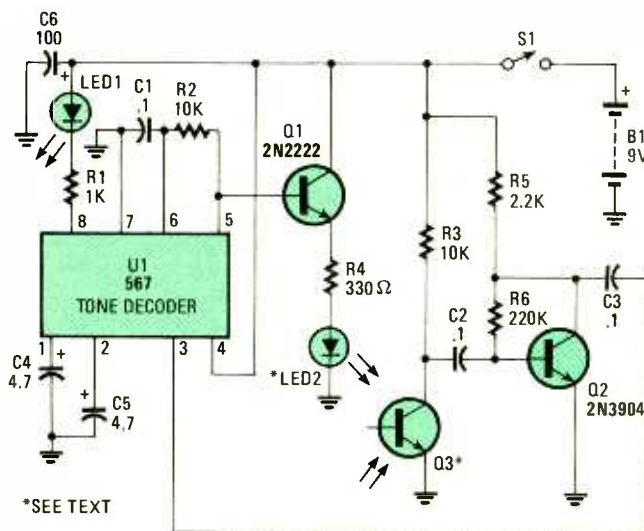 C6
100
+
LED1
C1
.1
R2
10K
R1
1K
8
7
6
5
U1
567
TONE DECODER
1
2
3
4
C4
4.7
+
C5
4.7
+
Q1
2N2222
R4
330Ω
*LED2
S1
+
B1
9V
R5
2.2K
R3
10K
C2
.1
R6
220K
C3
.1
Q2
2N3904
Q3*
*SEE TEXT